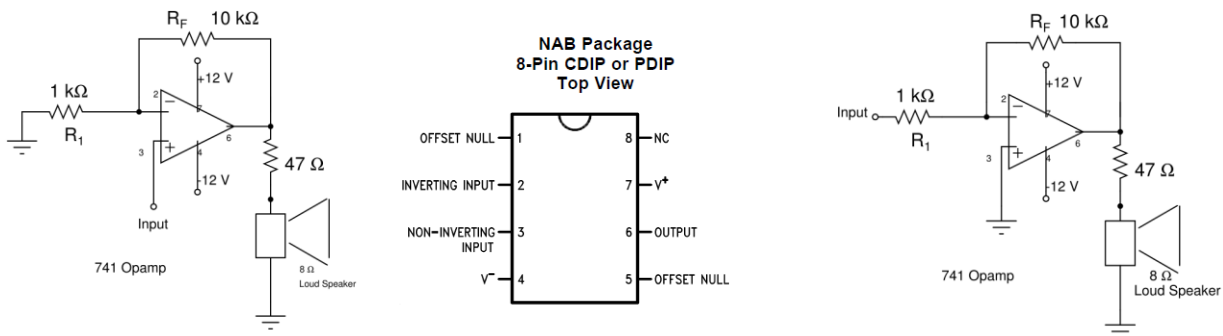 R_F 10 kΩ
+12 V
1 kΩ
2
−
7
R_1
6
3
+
4
47 Ω
-12 V
Input
741 Opamp
8 Ω
Loud Speaker
NAB Package
8-Pin CDIP or PDIP
Top View
OFFSET NULL 1
8 NC
INVERTING INPUT 2
7 V⁺
NON-INVERTING 3
INPUT
6 OUTPUT
V⁻ 4
5 OFFSET NULL
R_F 10 kΩ
+12 V
1 kΩ
Input
2
−
7
R_1
6
3
+
4
47 Ω
-12 V
741 Opamp
8 Ω
Loud Speaker